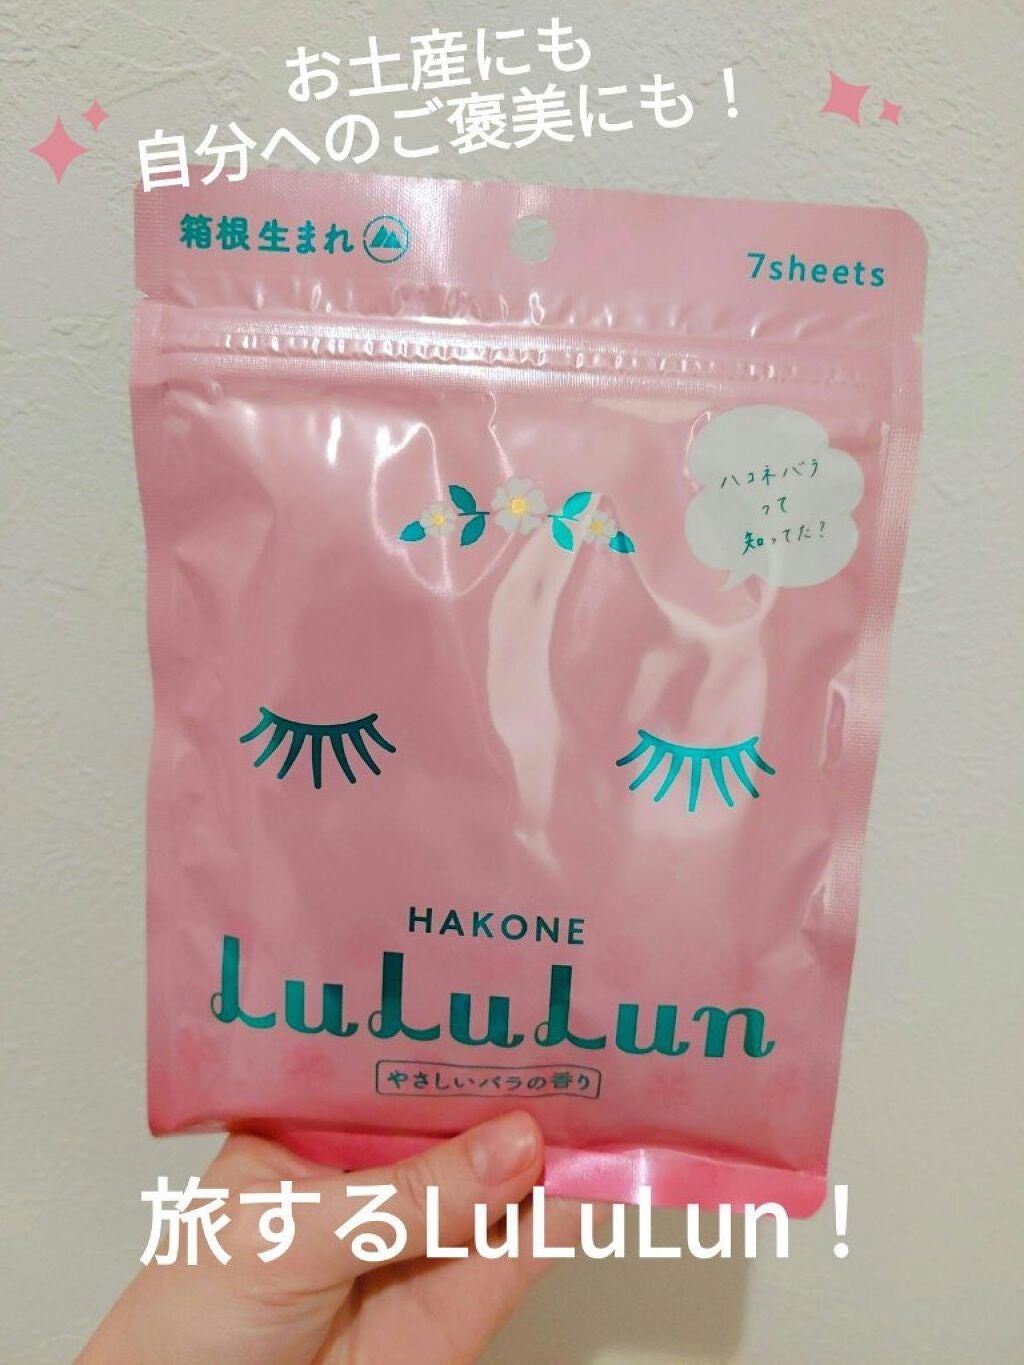 お土産にも
自分へのご褒美にも！
箱根生まれ
7sheets
ハコネバラ
って
知ってた?
HAKONE
LuLuLun
やさしいバラの香り
旅するLuLuLun！